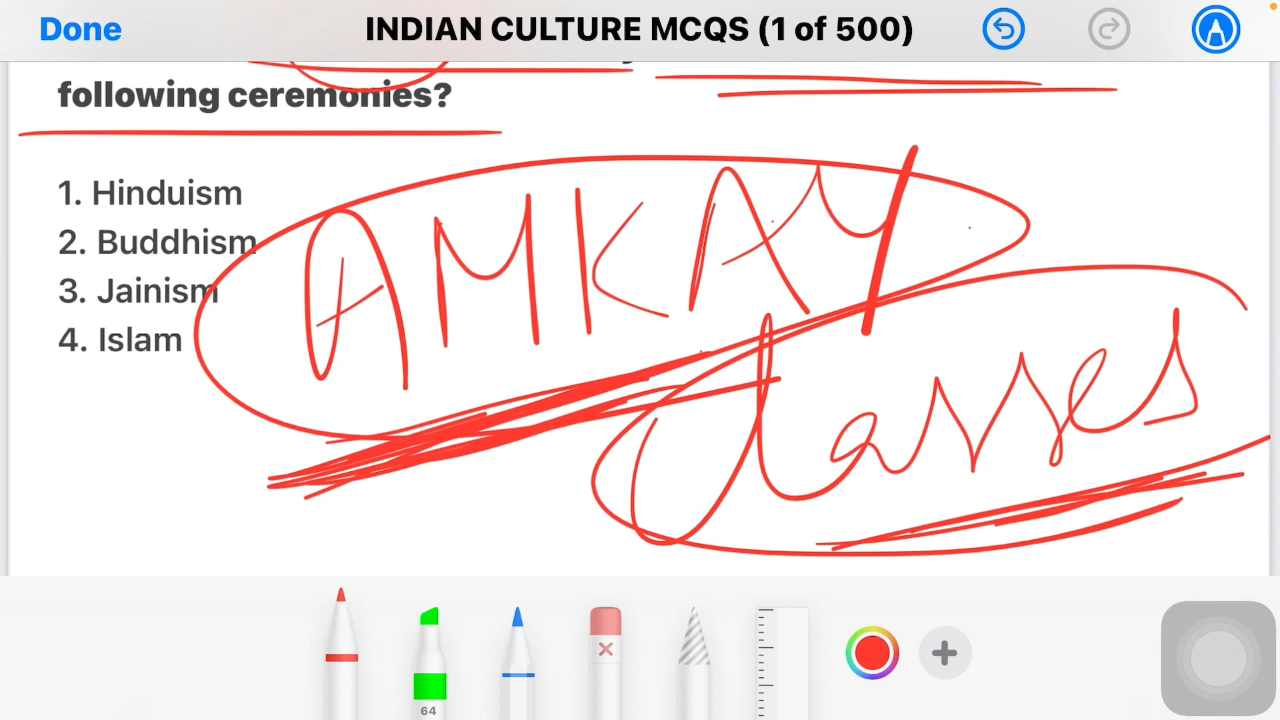 Done INDIAN CULTURE MCQS (1 of 500)
following ceremonies?
1. Hinduism
2. Buddhism
3. Jainism
4. Islam
AMKAY
classes
64